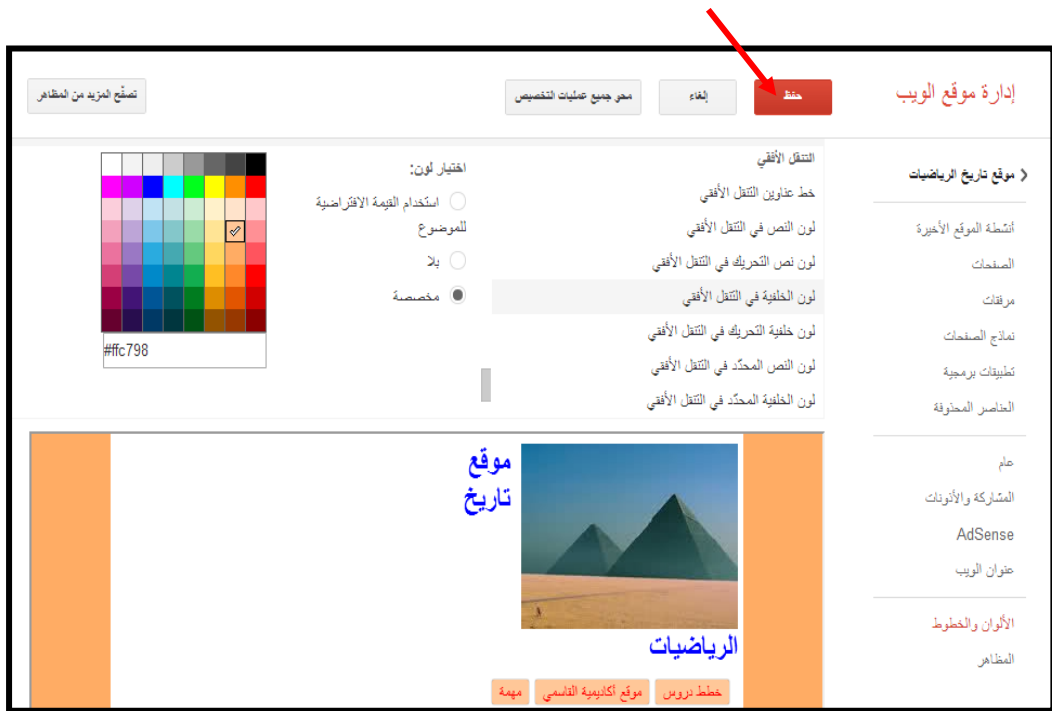 إدارة موقع الويب
حفظ
إلغاء
محو جميع عمليات التخصيص
تصفّح المزيد من المظاهر
موقع تاريخ الرياضيات
أنشطة الموقع الأخيرة
الصفحات
مرفقات
نماذج الصفحات
تطبيقات برمجية
العناصر المحذوفة
عام
المشاركة والأذونات
AdSense
عنوان الويب
الألوان والخطوط
المظاهر
التنقل الأفقي
خط عناوين التنقل الأفقي
لون النص في التنقل الأفقي
لون نص التحريك في التنقل الأفقي
لون الخلفية في التنقل الأفقي
لون خلفية التحريك في التنقل الأفقي
لون النص المحدّد في التنقل الأفقي
لون الخلفية المحدّد في التنقل الأفقي
اختيار لون:
استخدام القيمة الافتراضية
للموضوع
بلا
مخصصة
#ffc798
موقع
تاريخ
الرياضيات
خطط دروس
موقع أكاديمية القاسمي
مهمة